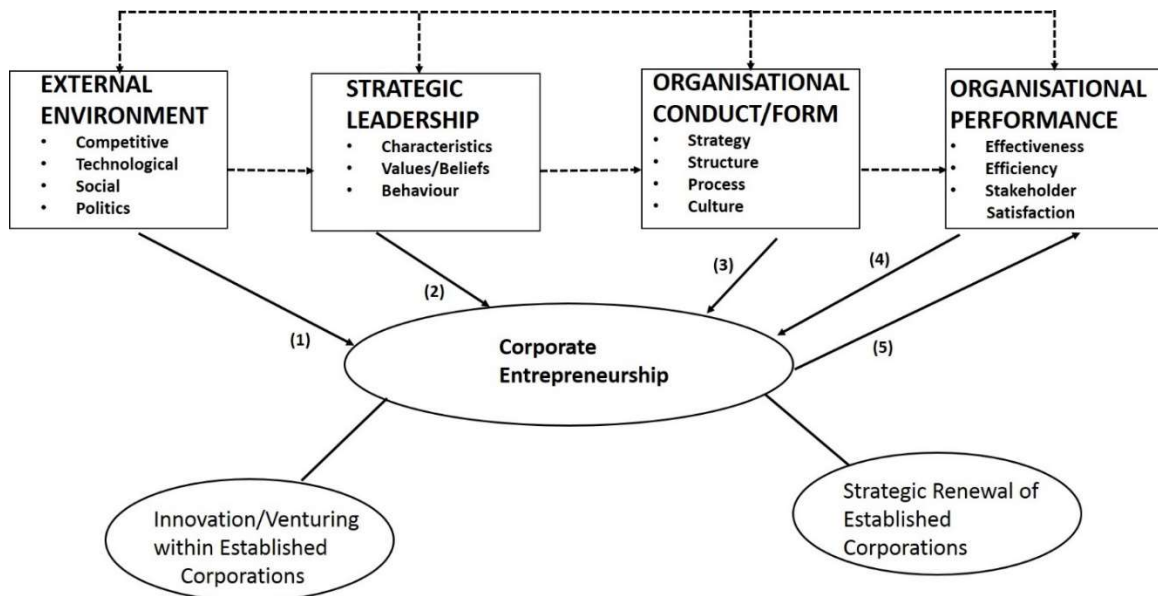 EXTERNAL
ENVIRONMENT
• Competitive
• Technological
• Social
• Politics
STRATEGIC
LEADERSHIP
• Characteristics
• Values/Beliefs
• Behaviour
ORGANISATIONAL
CONDUCT/FORM
• Strategy
• Structure
• Process
• Culture
ORGANISATIONAL
PERFORMANCE
• Effectiveness
• Efficiency
• Stakeholder
Satisfaction
(1)
(2)
(3)
(4)
(5)
Corporate
Entrepreneurship
Innovation/Venturing
within Established
Corporations
Strategic Renewal of
Established
Corporations